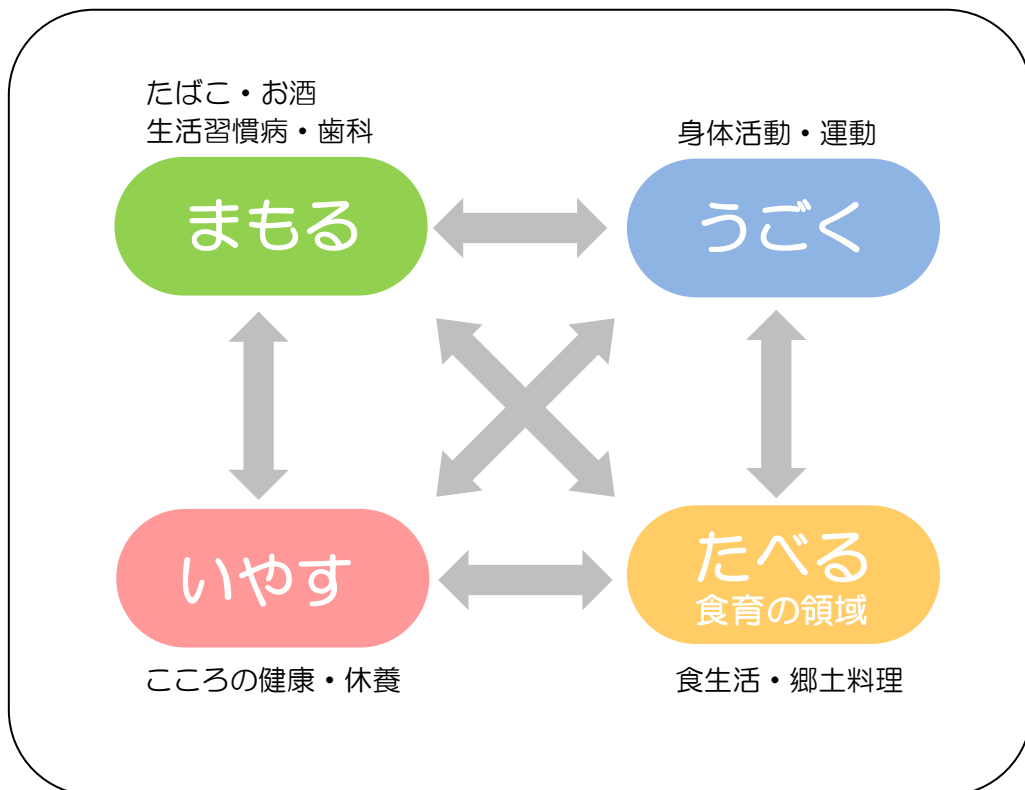 たばこ・お酒
生活習慣病・歯科
まもる
身体活動・運動
うごく
いやす
こころの健康・休養
たべる
食育の領域
食生活・郷土料理